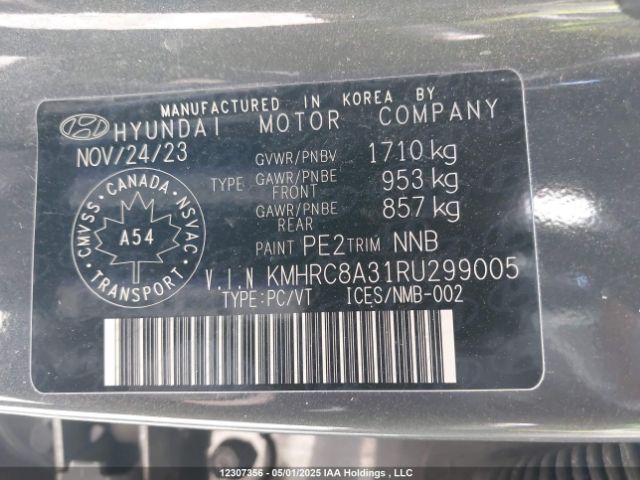 MANUFACTURED IN KOREA BY
HYUNDAI MOTOR COMPANY
NOV/24/23
GVWR/PNBV 1710 kg
TYPE GAWR/PNBE FRONT 953 kg
GAWR/PNBE REAR 857 kg
CANADA
CMVSS NSVAC
A54
TRANSPORT
PAINT PE2 TRIM NNB
V.I.N KMHRC8A31RU299005
TYPE:PC/VT ICES/NMB-002
12307356 - 05/01/2025 IAA Holdings , LLC